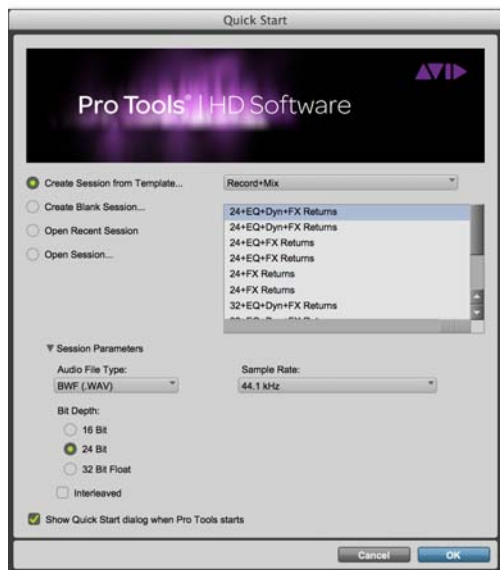 Quick Start
AVID
Pro Tools® | HD Software
Create Session from Template...
Record+Mix
Create Blank Session...
Open Recent Session
Open Session...
24+EQ+Dyn+FX Returns
24+EQ+Dyn+FX Returns
24+EQ+FX Returns
24+EQ+FX Returns
24+FX Returns
24+FX Returns
32+EQ+Dyn+FX Returns
Session Parameters
Audio File Type:
Sample Rate:
BWF (.WAV)
44.1 kHz
Bit Depth:
16 Bit
24 Bit
32 Bit Float
Interleaved
Show Quick Start dialog when Pro Tools starts
Cancel
OK